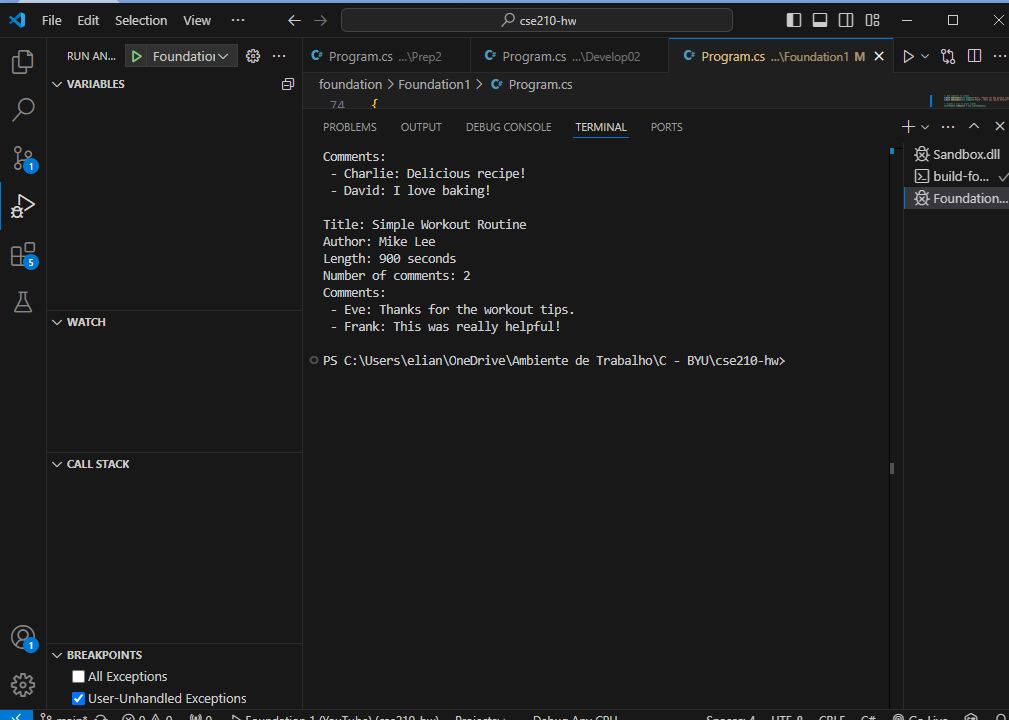 File Edit Selection View ··· cse210-hw
RUN AN... Foundation
Program.cs ...\Prep2 Program.cs ...\Develop02 Program.cs ...\Foundation1 M
foundation > Foundation1 > Program.cs
74 {
VARIABLES
WATCH
CALL STACK
BREAKPOINTS
All Exceptions
User-Unhandled Exceptions
1
5
1
PROBLEMS OUTPUT DEBUG CONSOLE TERMINAL PORTS
Comments:
- Charlie: Delicious recipe!
- David: I love baking!
Title: Simple Workout Routine
Author: Mike Lee
Length: 900 seconds
Number of comments: 2
Comments:
- Eve: Thanks for the workout tips.
- Frank: This was really helpful!
PS C:\Users\elian\OneDrive\Ambiente de Trabalho\C - BYU\cse210-hw>
Sandbox.dll
build-fo...
Foundation...
main* 0 0 0 Foundation 1 (YouTube) (cse210-hw) Projects: Debug Any CPU Spaces: 4 UTF-8 CRLF C# Go Live